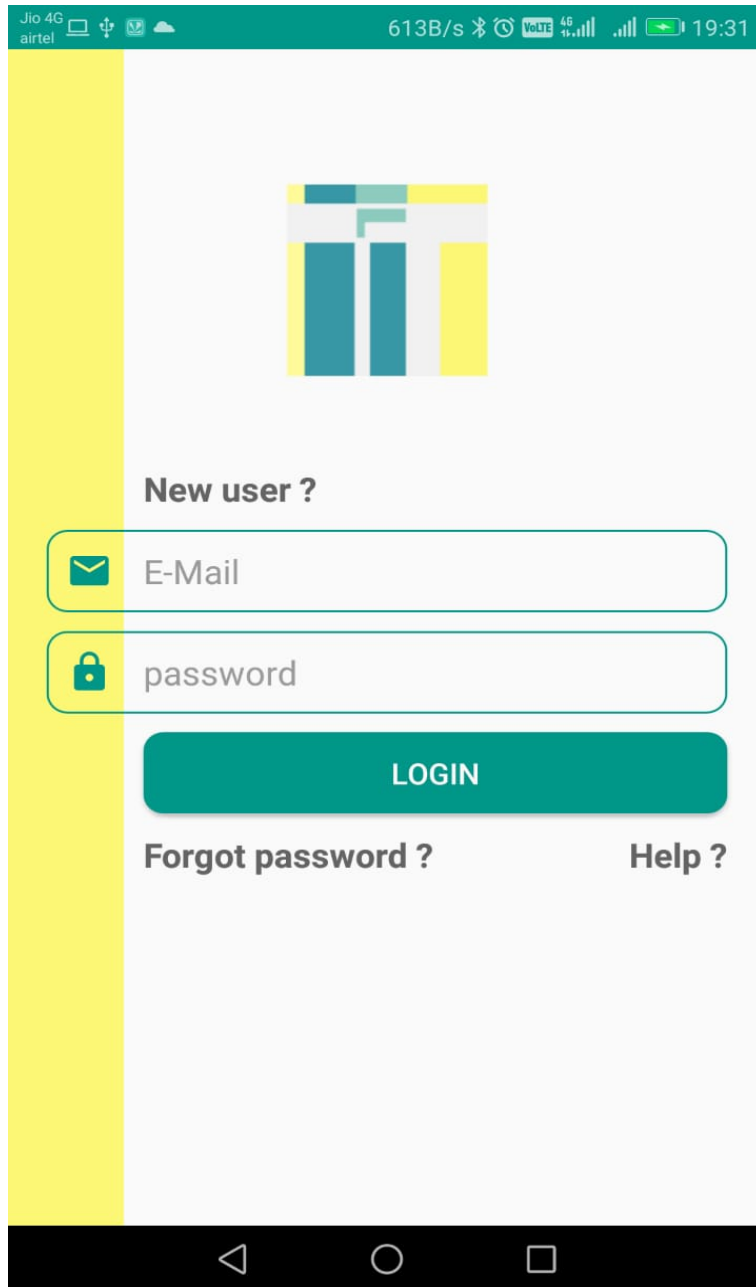 Jio 4G
airtel
613B/s VoLTE 4G 19:31
New user ?
E-Mail
password
LOGIN
Forgot password ?
Help ?